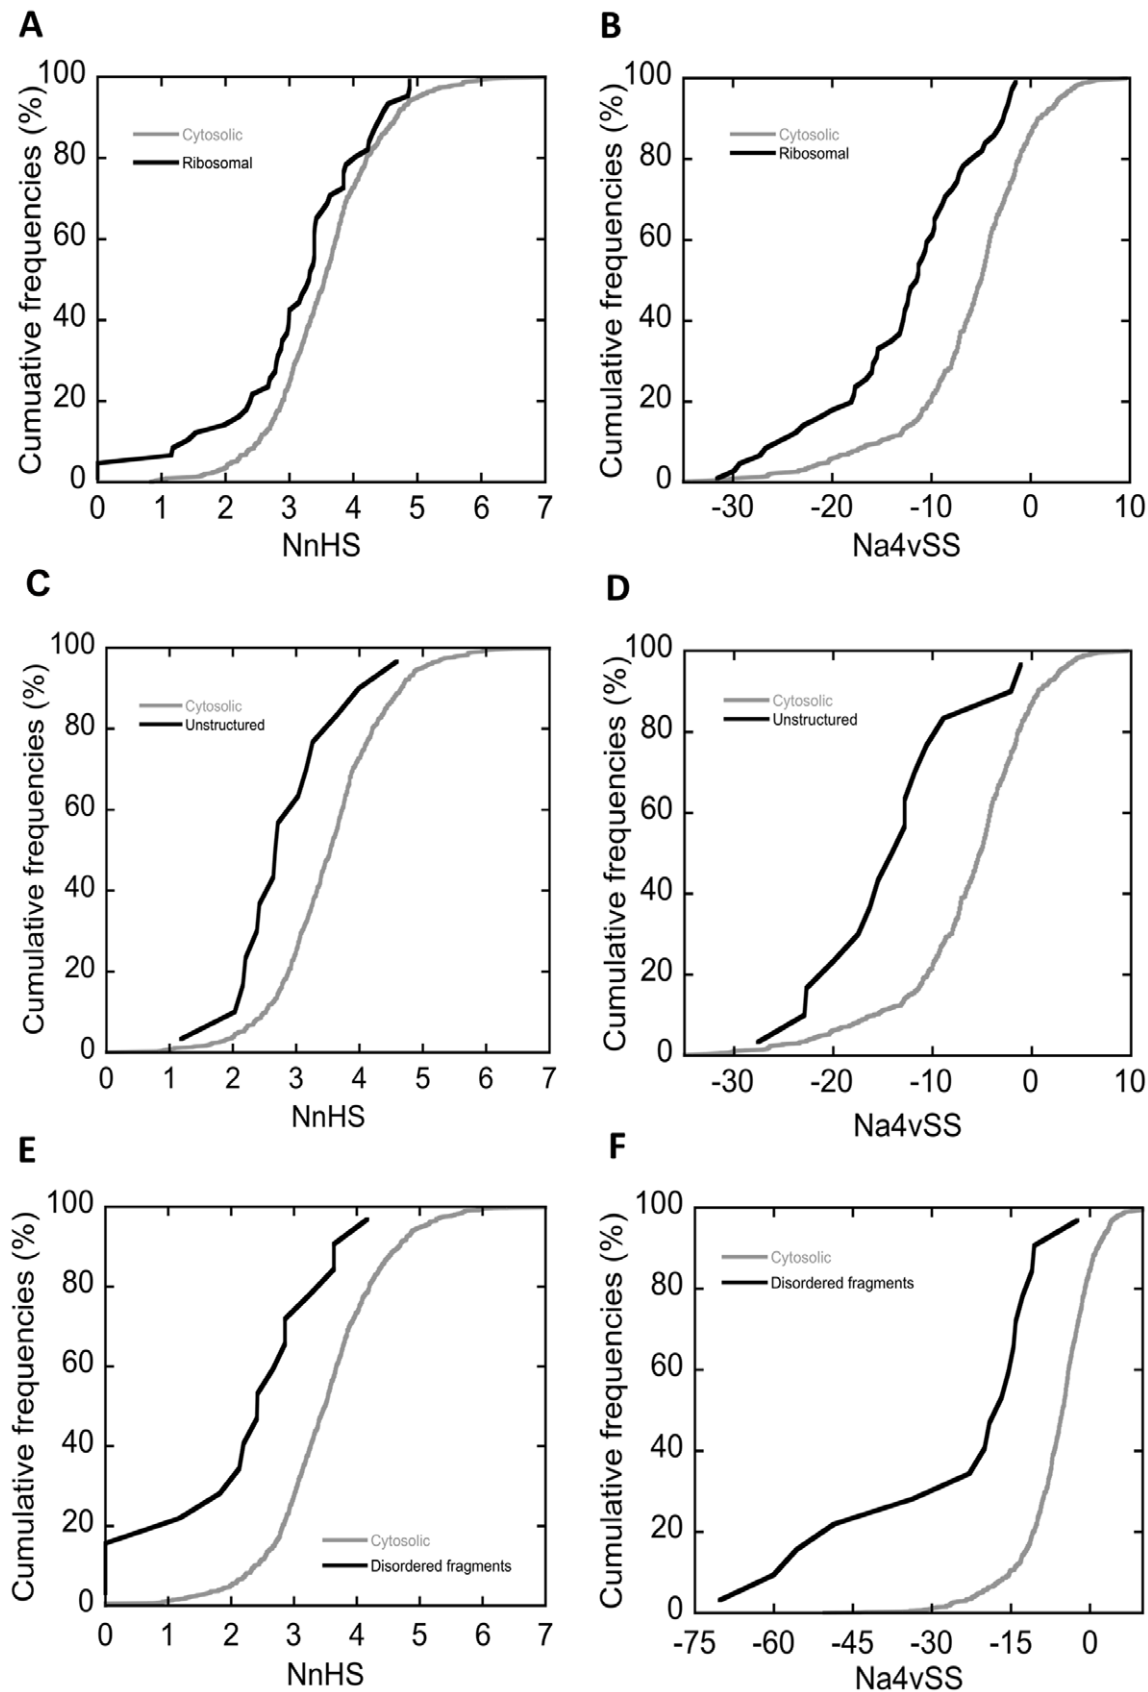 A
Cumuative frequencies (%)
100
80
60
40
20
0
Cytosolic
Ribosomal
0 1 2 3 4 5 6 7
NnHS
B
Cumulative frequencies (%)
100
80
60
40
20
0
Cytosolic
Ribosomal
-30 -20 -10 0 10
Na4vSS
C
Cumulative frequencies (%)
100
80
60
40
20
0
Cytosolic
Unstructured
0 1 2 3 4 5 6 7
NnHS
D
Cumulative frequencies (%)
100
80
60
40
20
0
Cytosolic
Unstructured
-30 -20 -10 0 10
Na4vSS
E
Cumulative frequencies (%)
100
80
60
40
20
0
Cytosolic
Disordered fragments
0 1 2 3 4 5 6 7
NnHS
F
Cumulative frequencies (%)
100
80
60
40
20
0
Cytosolic
Disordered fragments
-75 -60 -45 -30 -15 0
Na4vSS